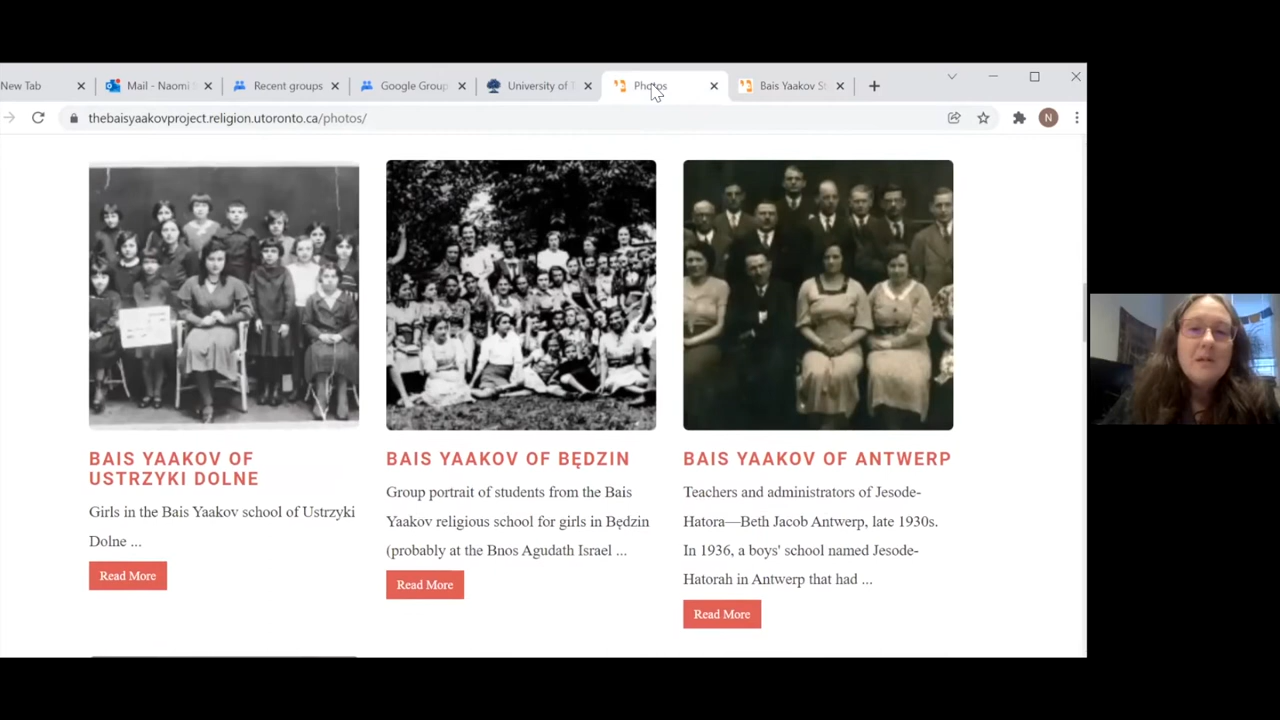 New Tab
Mail - Naomi
Recent groups
Google Group
University of T
Photos
Bais Yaakov St
thebaisyaakovproject.religion.utoronto.ca/photos/
N
BAIS YAAKOV OF
USTRZYKI DOLNE
Girls in the Bais Yaakov school of Ustrzyki
Dolne ...
Read More
BAIS YAAKOV OF BĘDZIN
Group portrait of students from the Bais
Yaakov religious school for girls in Będzin
(probably at the Bnos Agudath Israel ...
Read More
BAIS YAAKOV OF ANTWERP
Teachers and administrators of Jesode-
Hatora—Beth Jacob Antwerp, late 1930s.
In 1936, a boys' school named Jesode-
Hatorah in Antwerp that had ...
Read More